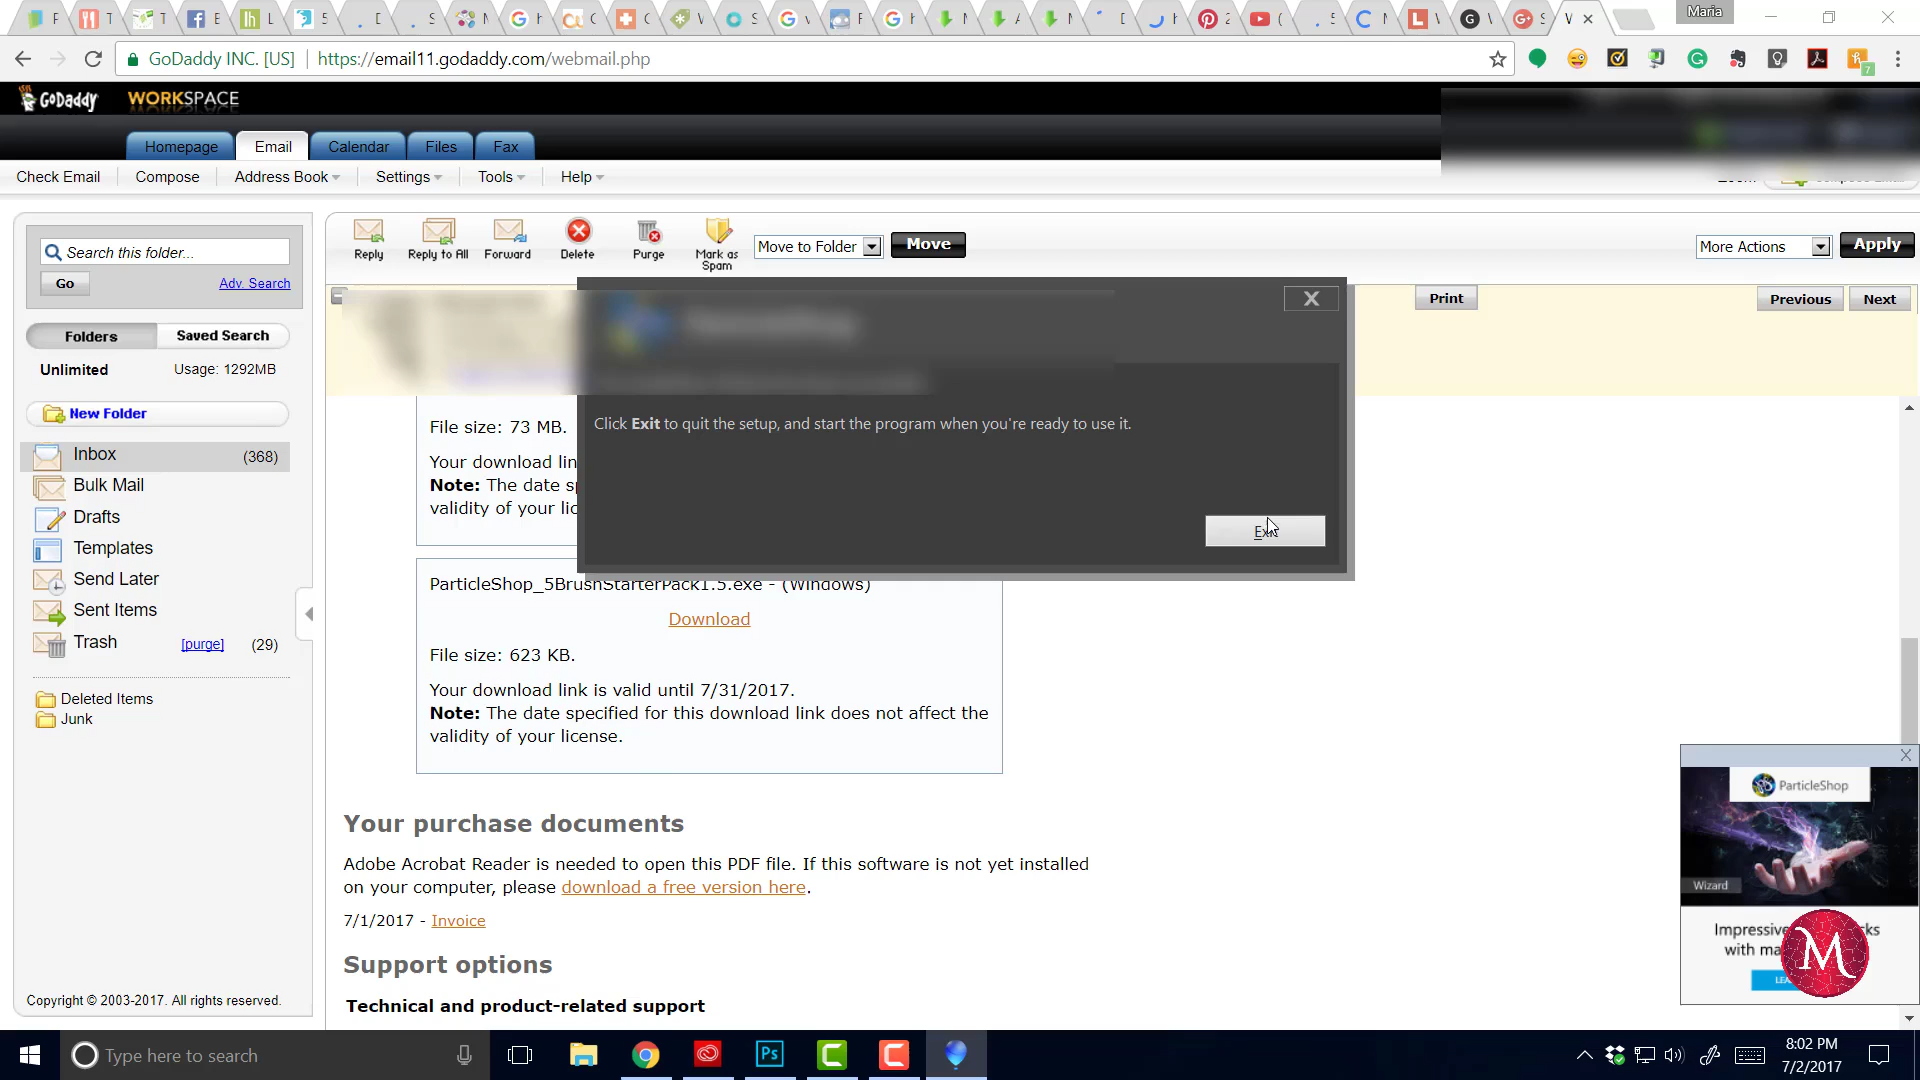 Maria
GoDaddy INC. [US] | https://email11.godaddy.com/webmail.php
7
GoDaddy WORKSPACE
Homepage Email Calendar Files Fax
Check Email Compose Address Book Settings Tools Help
Search this folder...
Go Adv. Search
Reply Reply to All Forward Delete Purge Mark as Spam Move to Folder Move More Actions Apply
Print Previous Next
X
Folders Saved Search
Unlimited Usage: 1292MB
New Folder
Inbox (368)
Bulk Mail
Drafts
Templates
Send Later
Sent Items
Trash [purge] (29)
Deleted Items
Junk
Copyright © 2003-2017. All rights reserved.
Click Exit to quit the setup, and start the program when you're ready to use it.
Exit
File size: 73 MB.
Your download lin
Note: The date
validity of your
ParticleShop_5BrushStarterPack1.5.exe - (Windows)
Download
File size: 623 KB.
Your download link is valid until 7/31/2017.
Note: The date specified for this download link does not affect the
validity of your license.
Your purchase documents
Adobe Acrobat Reader is needed to open this PDF file. If this software is not yet installed
on your computer, please download a free version here.
7/1/2017 - Invoice
Support options
Technical and product-related support
X
ParticleShop
Wizard
Impressive
with
M
Type here to search
Ps
8:02 PM
7/2/2017